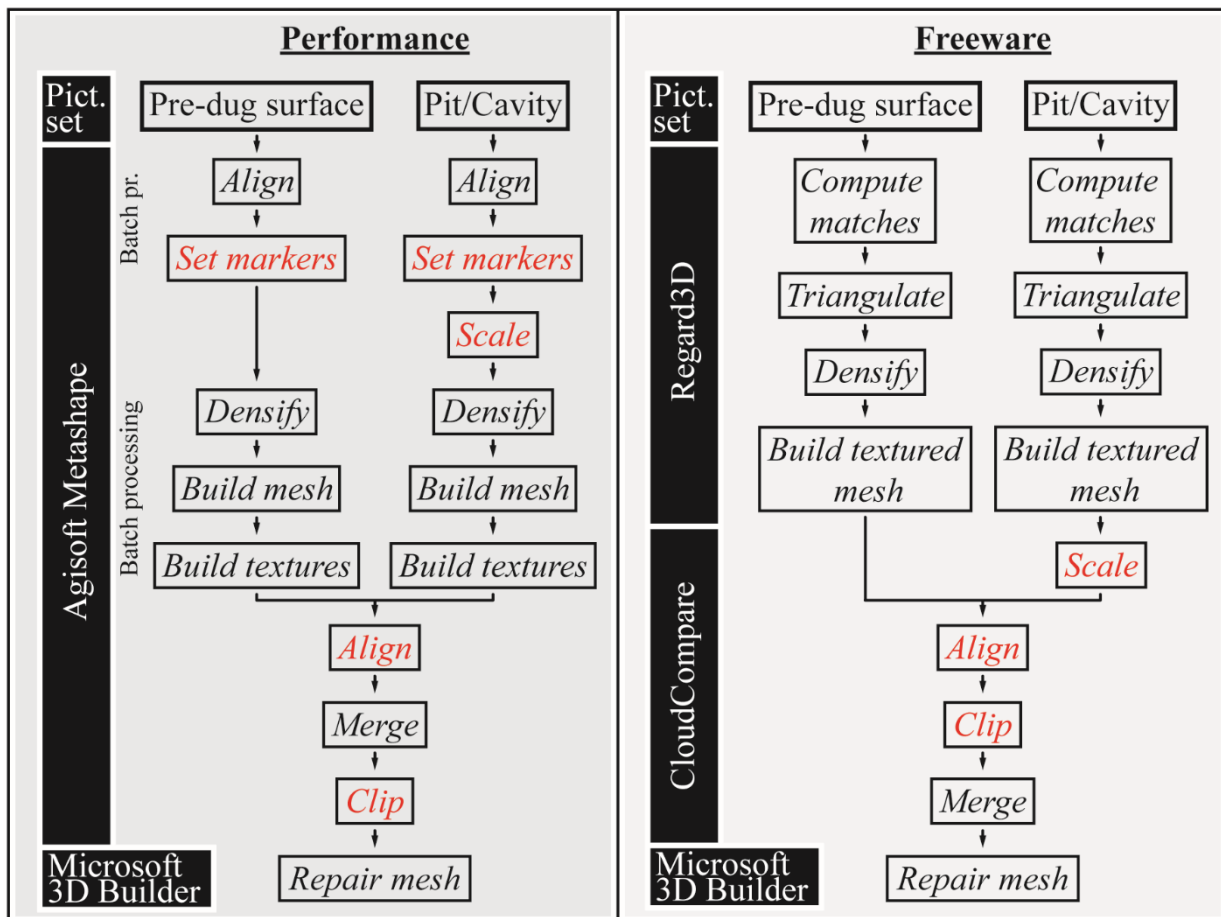 Performance
Pict.
set
Pre-dug surface
Pit/Cavity
Agisoft Metashape
Batch pr.
Align
Align
Set markers
Set markers
Scale
Batch processing
Densify
Densify
Build mesh
Build mesh
Build textures
Build textures
Align
Merge
Clip
Microsoft
3D Builder
Repair mesh
Freeware
Pict.
set
Pre-dug surface
Pit/Cavity
Regard3D
Compute
matches
Compute
matches
Triangulate
Triangulate
Densify
Densify
Build textured
mesh
Build textured
mesh
CloudCompare
Scale
Align
Clip
Merge
Microsoft
3D Builder
Repair mesh